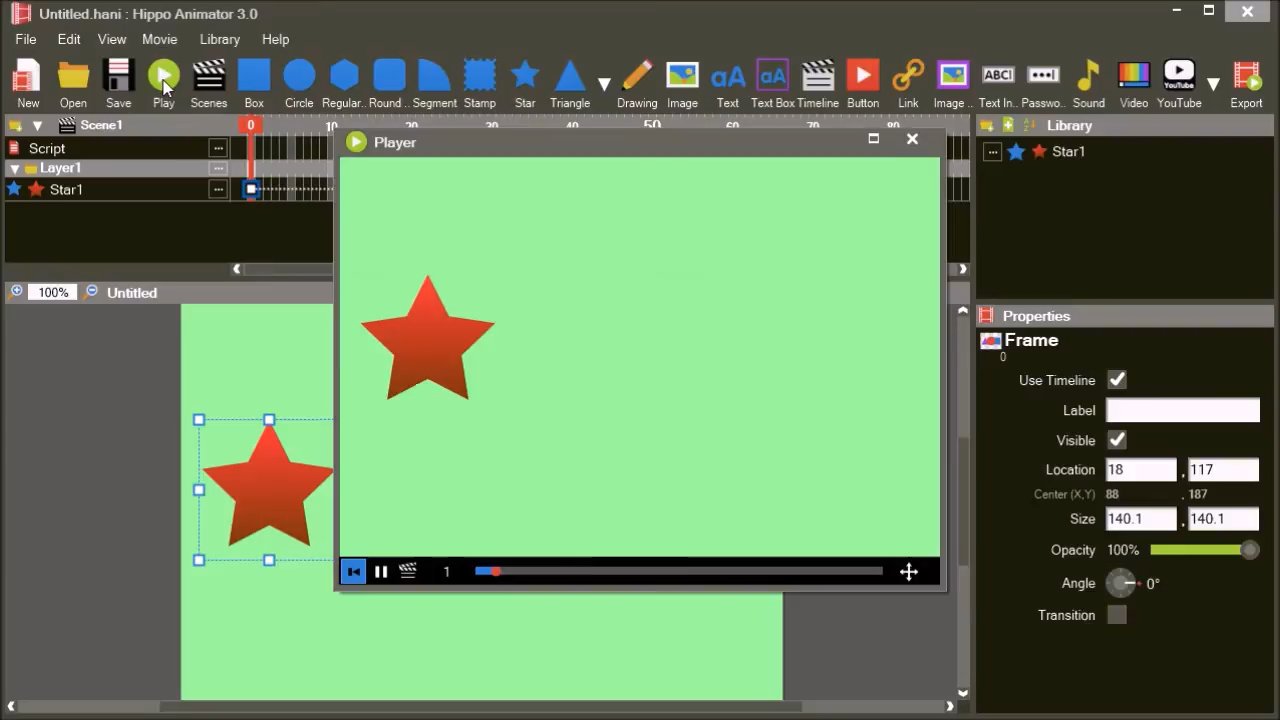 Untitled.hani : Hippo Animator 3.0
File Edit View Movie Library Help
New Open Save Play Scenes Box Circle Regular.. Round .. Segment Stamp Star Triangle Drawing Image Text Text Box Timeline Button Link Image .. Text In.. Passwo.. Sound Video YouTube Export
aA aA ABC YouTube
Scene1 0 10 50 Library
Player
Script
Star1
Layer1
Star1
100% Untitled
Properties
Frame
0
Use Timeline
Label
Visible
Location 18 , 117
Center (X,Y) 88 , 187
Size 140.1 , 140.1
Opacity 100%
Angle 0°
1
Transition